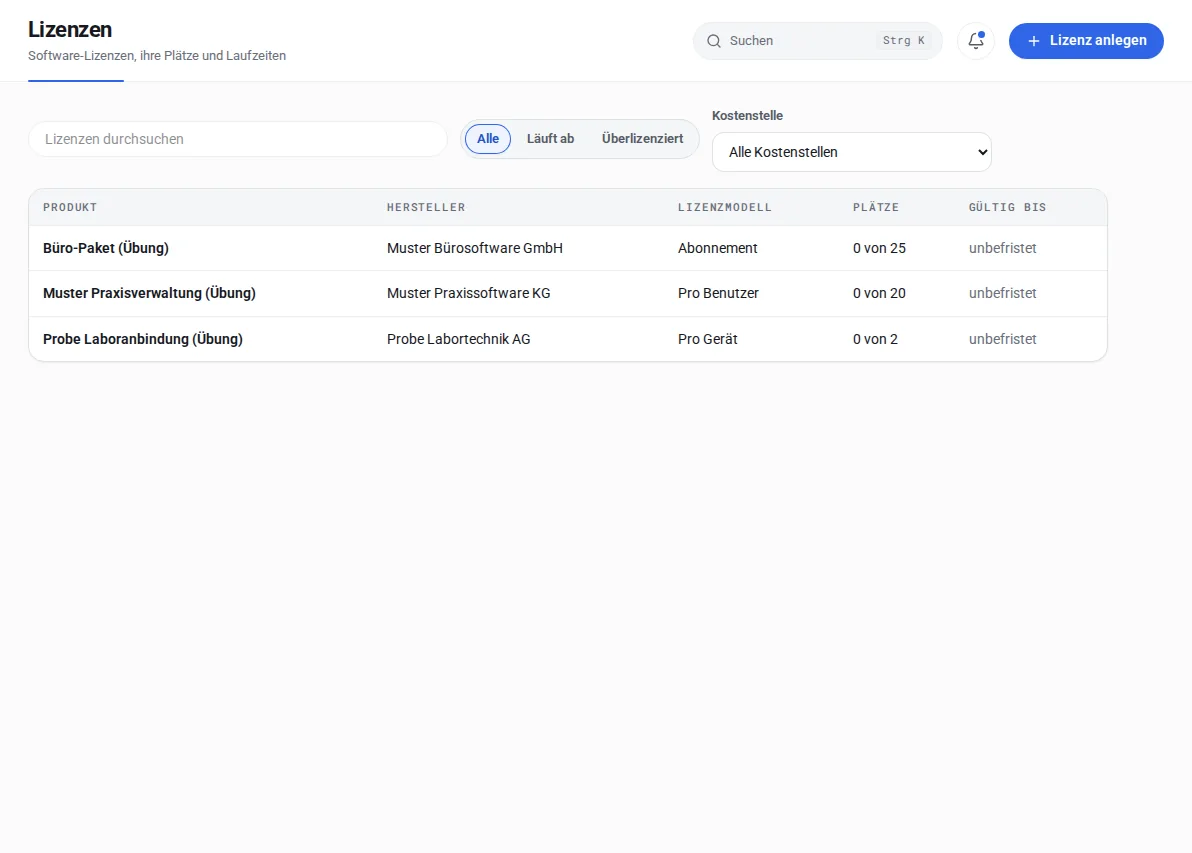 Lizenzen
Software-Lizenzen, ihre Plätze und Laufzeiten
Suchen Strg K
Lizenz anlegen
Kostenstelle
Lizenzen durchsuchen
Alle Läuft ab Überlizenziert
Alle Kostenstellen
PRODUKT HERSTELLER LIZENZMODELL PLÄTZE GÜLTIG BIS
Büro-Paket (Übung) Muster Bürosoftware GmbH Abonnement 0 von 25 unbefristet
Muster Praxisverwaltung (Übung) Muster Praxissoftware KG Pro Benutzer 0 von 20 unbefristet
Probe Laboranbindung (Übung) Probe Labortechnik AG Pro Gerät 0 von 2 unbefristet